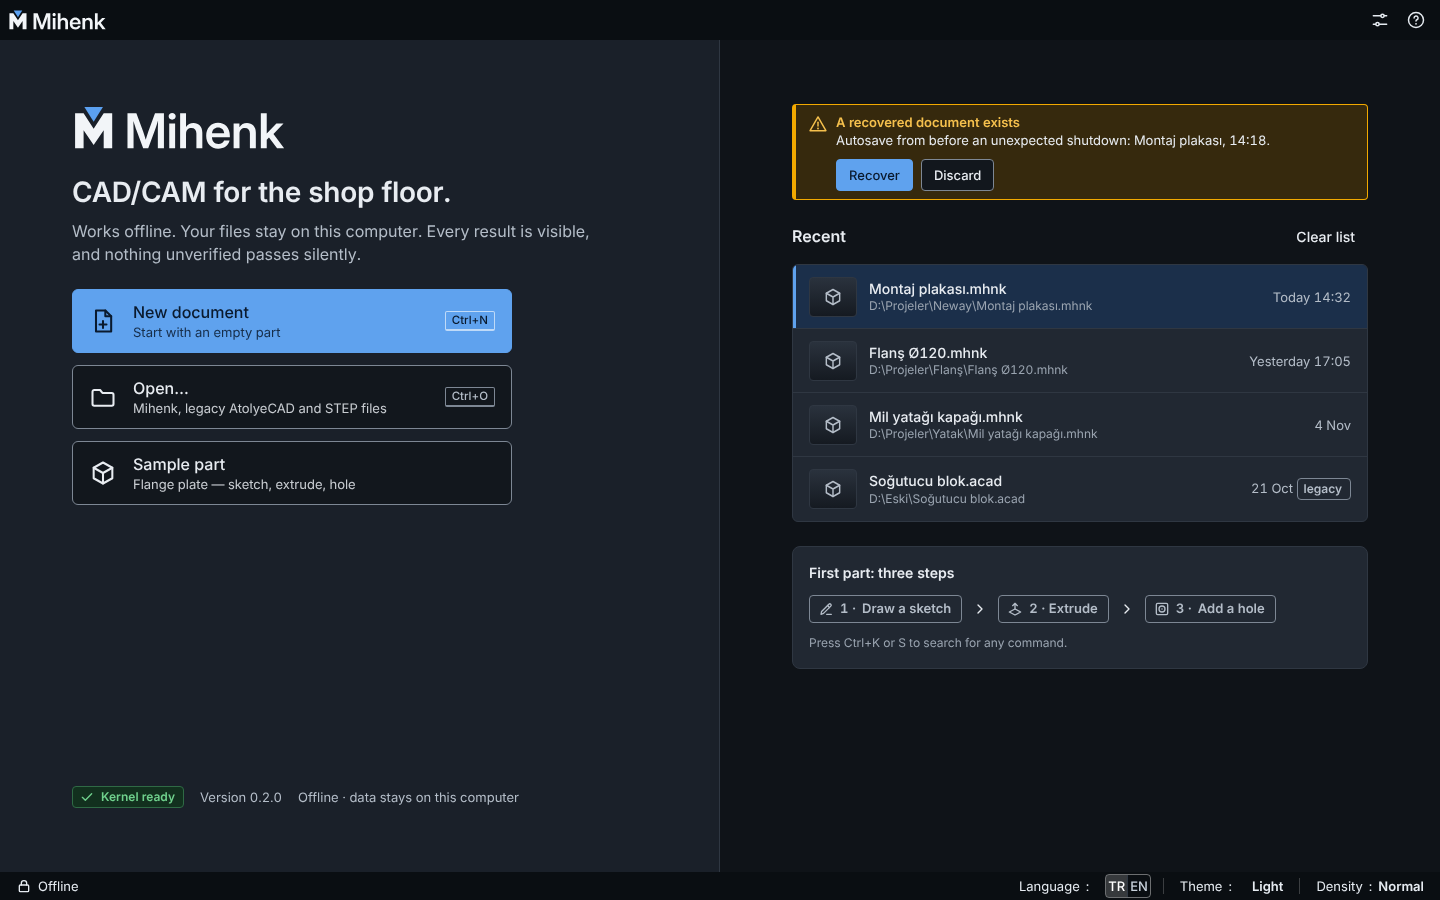 Mihenk
Mihenk
CAD/CAM for the shop floor.
Works offline. Your files stay on this computer. Every result is visible,
and nothing unverified passes silently.
New document
Start with an empty part
Ctrl+N
Open...
Mihenk, legacy AtolyeCAD and STEP files
Ctrl+O
Sample part
Flange plate — sketch, extrude, hole
Kernel ready
Version 0.2.0
Offline · data stays on this computer
A recovered document exists
Autosave from before an unexpected shutdown: Montaj plakası, 14:18.
Recover
Discard
Recent
Clear list
Montaj plakası.mhnk
D:\Projeler\Neway\Montaj plakası.mhnk
Today 14:32
Flanş Ø120.mhnk
D:\Projeler\Flanş\Flanş Ø120.mhnk
Yesterday 17:05
Mil yatağı kapağı.mhnk
D:\Projeler\Yatak\Mil yatağı kapağı.mhnk
4 Nov
Soğutucu blok.acad
D:\Eski\Soğutucu blok.acad
21 Oct legacy
First part: three steps
1 · Draw a sketch
2 · Extrude
3 · Add a hole
Press Ctrl+K or S to search for any command.
Offline
Language : TR EN
Theme : Light
Density : Normal